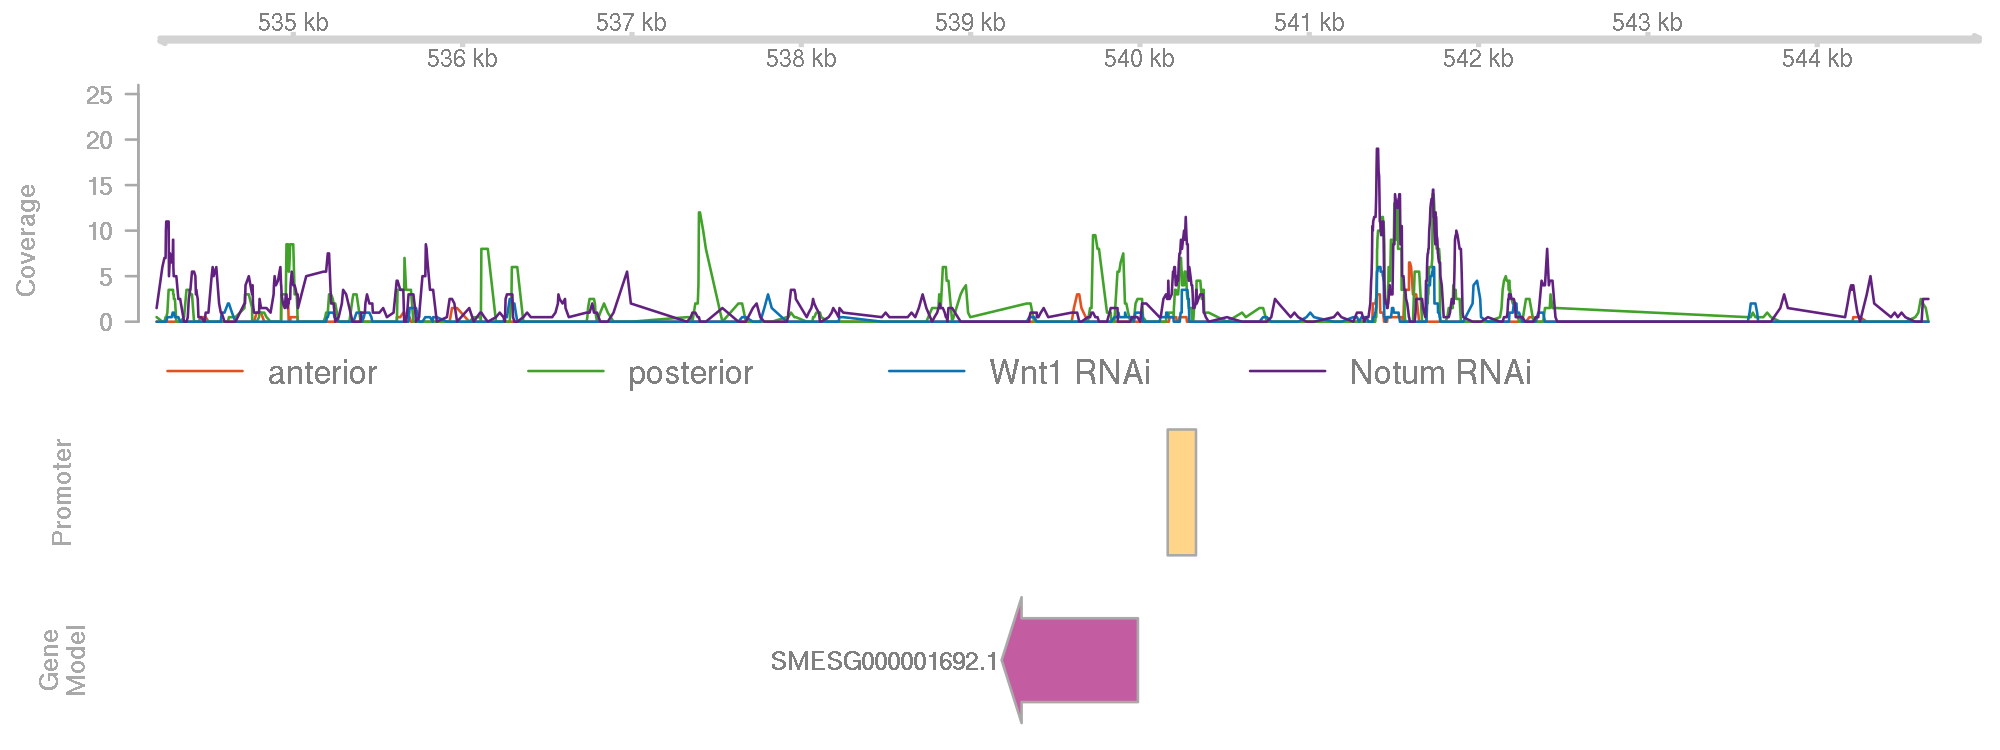 535 kb 537 kb 539 kb 541 kb 543 kb
536 kb 538 kb 540 kb 542 kb 544 kb
Coverage
25
20
15
10
5
0
anterior posterior Wnt1 RNAi Notum RNAi
Promoter
Gene
Model
SMESG000001692.1